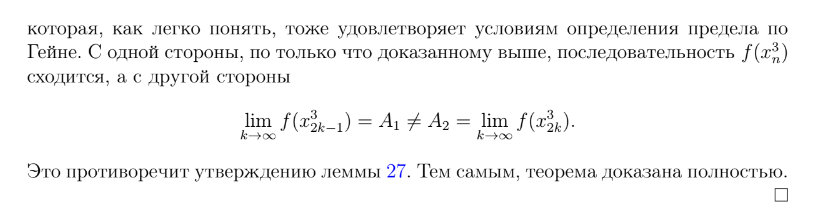 которая, как легко понять, тоже удовлетворяет условиям определения предела по
Гейне. С одной стороны, по только что доказанному выше, последовательность $f(x_n^3)$
сходится, а с другой стороны
$$\lim_{k\to\infty} f(x_{2k-1}^3) = A_1 \neq A_2 = \lim_{k\to\infty} f(x_{2k}^3).$$
Это противоречит утверждению леммы 27. Тем самым, теорема доказана полностью.
□